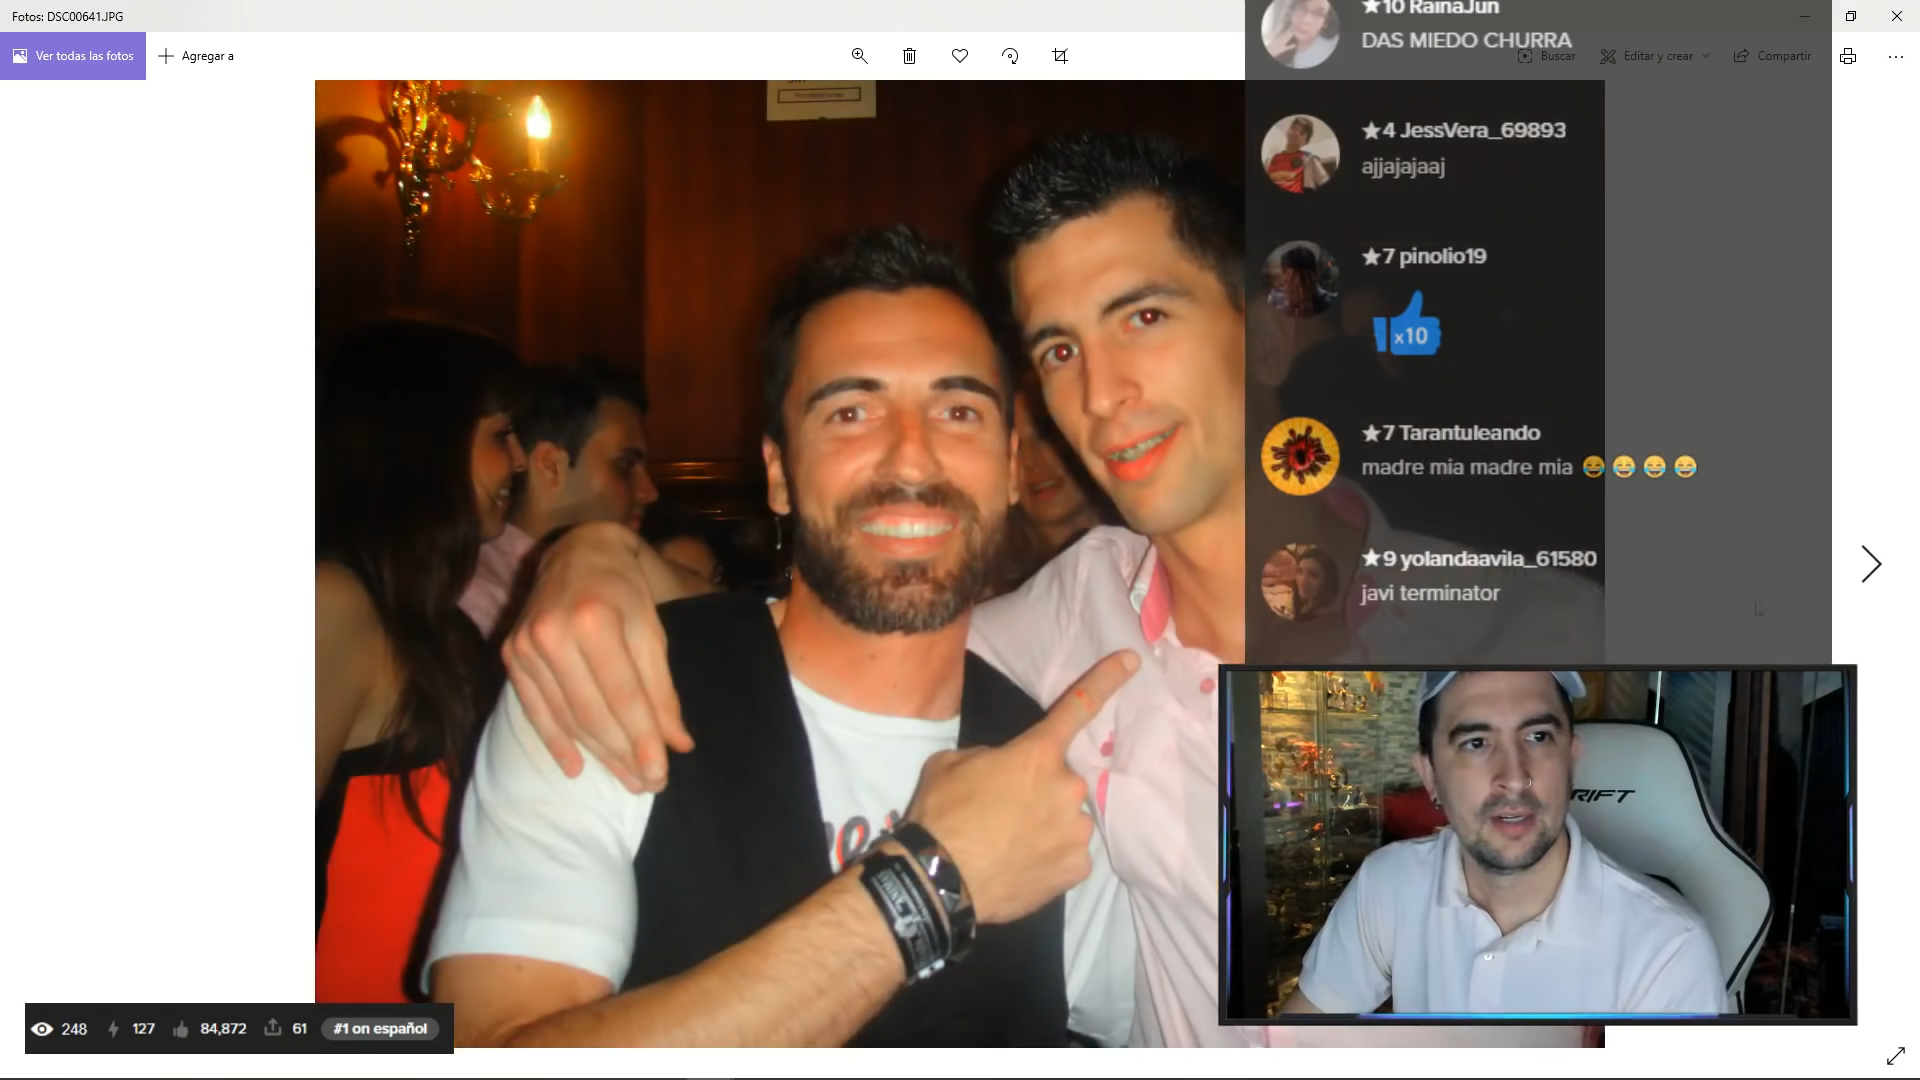 Fotos: DSC00641.JPG
Ver todas las fotos
Agregar a
Buscar
Editar y crear
Compartir
★10 RainaJun
DAS MIEDO CHURRA
★4 JessVera_69893
ajjajajaaj
★7 pinolio19
x10
★7 Tarantuleando
madre mia madre mia 😂 😂 😂 😂
★9 yolandaavila_61580
javi terminator
RIFT
248 127 84,872 61 #1 on español